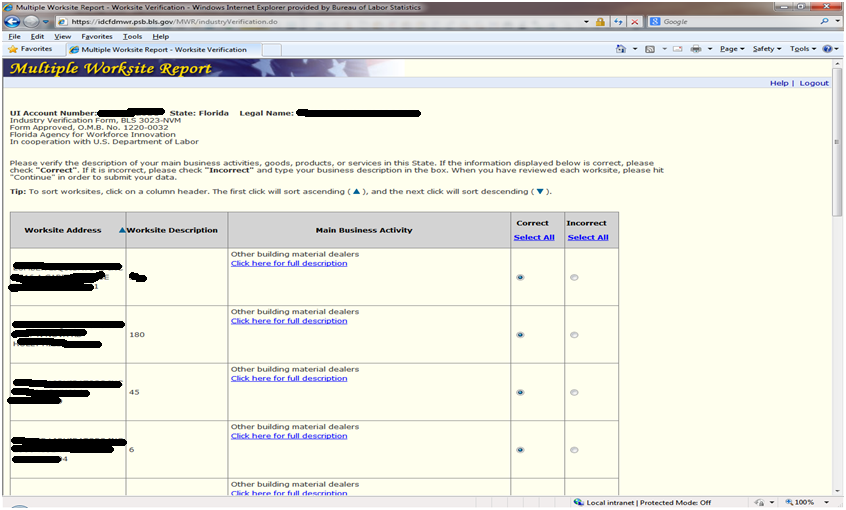 Multiple Worksite Report - Worksite Verification - Windows Internet Explorer provided by Bureau of Labor Statistics
https://idcfdmwr.psb.bls.gov/MWR/industryVerification.do
Google
File Edit View Favorites Tools Help
Favorites Multiple Worksite Report - Worksite Verification Page Safety Tools
Multiple Worksite Report
Help | Logout
UI Account Number: State: Florida Legal Name:
Industry Verification Form, BLS 3023-NVM
Form Approved, O.M.B. No. 1220-0032
Florida Agency for Workforce Innovation
In cooperation with U.S. Department of Labor
Please verify the description of your main business activities, goods, products, or services in this State. If the information displayed below is correct, please
check "Correct". If it is incorrect, please check "Incorrect" and type your business description in the box. When you have reviewed each worksite, please hit
"Continue" in order to submit your data.
Tip: To sort worksites, click on a column header. The first click will sort ascending ( ▲ ), and the next click will sort descending ( ▼ ).
Worksite Address ▲ Worksite Description Main Business Activity Correct Incorrect
Select All Select All
Other building material dealers
Click here for full description
Other building material dealers
Click here for full description
180
Other building material dealers
Click here for full description
45
Other building material dealers
Click here for full description
6
Other building material dealers
Click here for full description
Local intranet | Protected Mode: Off 100%